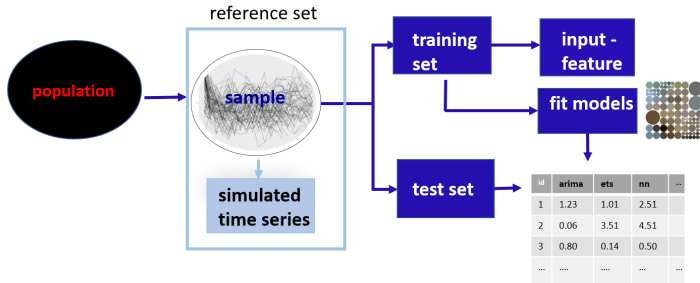 reference set
population
sample
simulated
time series
training
set
input -
feature
fit models
test set
id arima ets nn ...
1 1.23 1.01 2.51
2 0.06 3.51 4.51
3 0.80 0.14 0.50
... .... ... ...